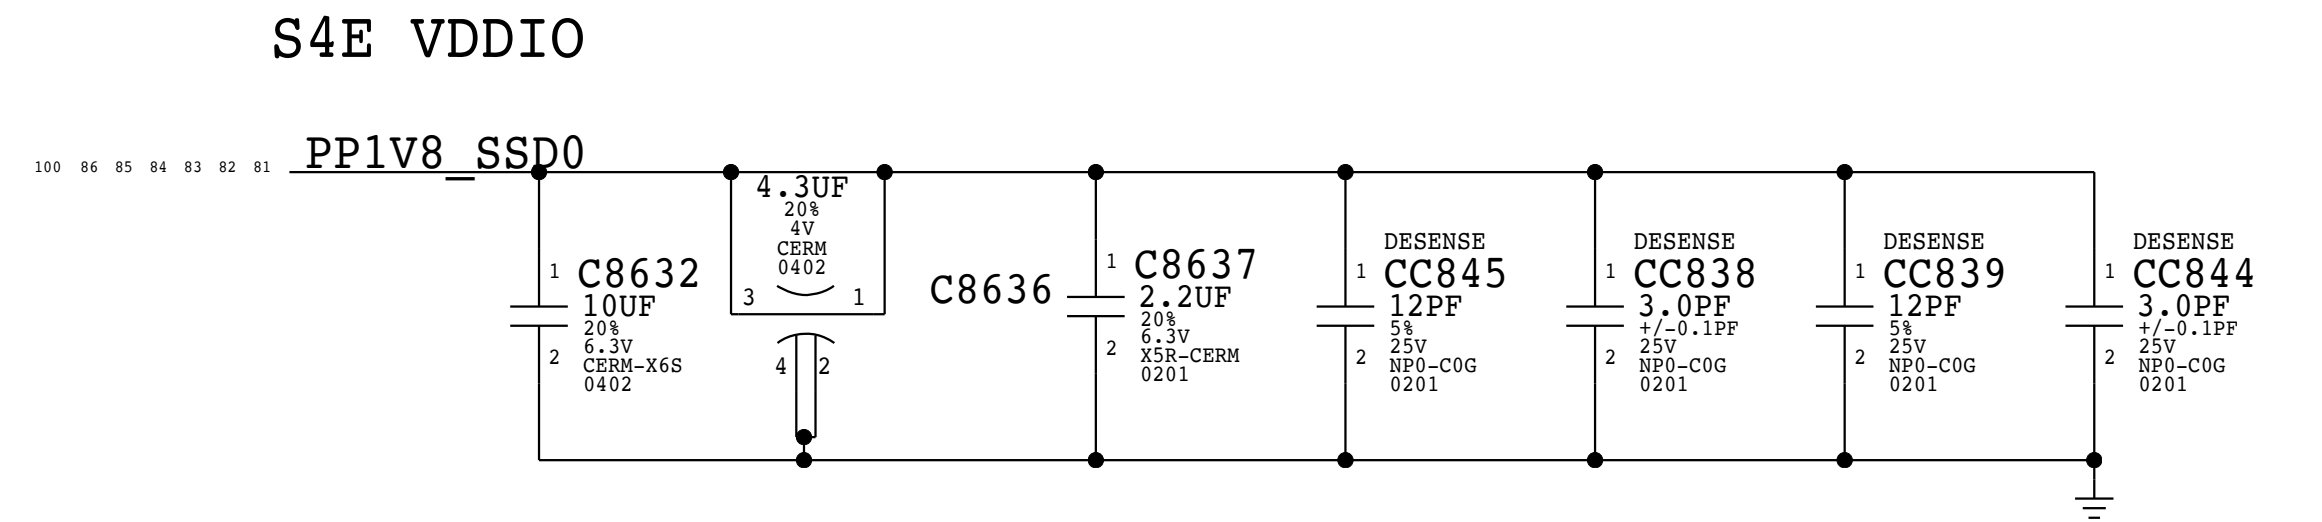 S4E VDDIO
100 86 85 84 83 82 81
PP1V8_SSD0
1
C8632
10UF
20%
6.3V
CERM-X6S
0402
2
4.3UF
20%
4V
CERM
0402
3
1
4
2
C8636
1
C8637
2.2UF
20%
6.3V
X5R-CERM
0201
2
DESENSE
1
CC845
12PF
5%
25V
NP0-C0G
0201
2
DESENSE
1
CC838
3.0PF
+/-0.1PF
25V
NP0-C0G
0201
2
DESENSE
1
CC839
12PF
5%
25V
NP0-C0G
0201
2
DESENSE
1
CC844
3.0PF
+/-0.1PF
25V
NP0-C0G
0201
2